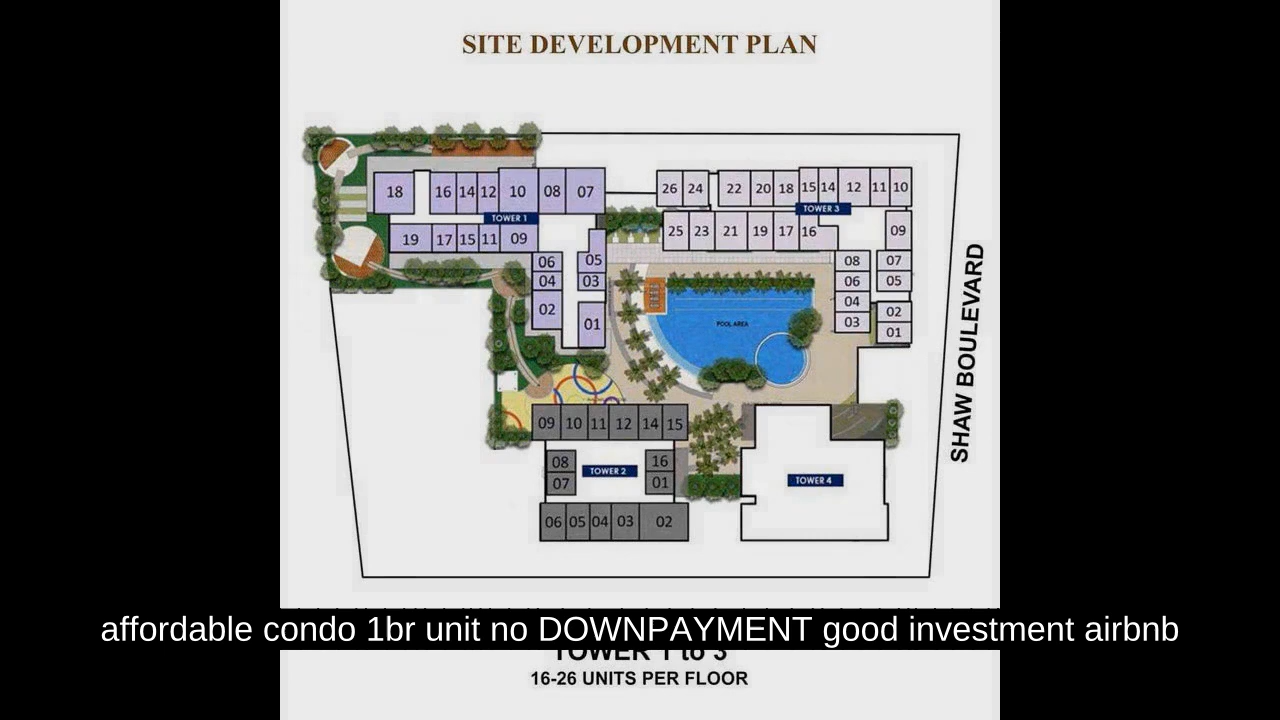 SITE DEVELOPMENT PLAN
18 16 14 12 10 08 07
TOWER 1
19 17 15 11 09
06 05
04 03
02 01
26 24 22 20 18 15 14 12 11 10
TOWER 3
25 23 21 19 17 16 09
08 07
06 05
04 02
03 01
POOL AREA
SHAW BOULEVARD
09 10 11 12 14 15
08 16
TOWER 2
07 01
06 05 04 03 02
TOWER 4
affordable condo 1br unit no DOWNPAYMENT good investment airbnb
TOWER 1 to 3
16-26 UNITS PER FLOOR